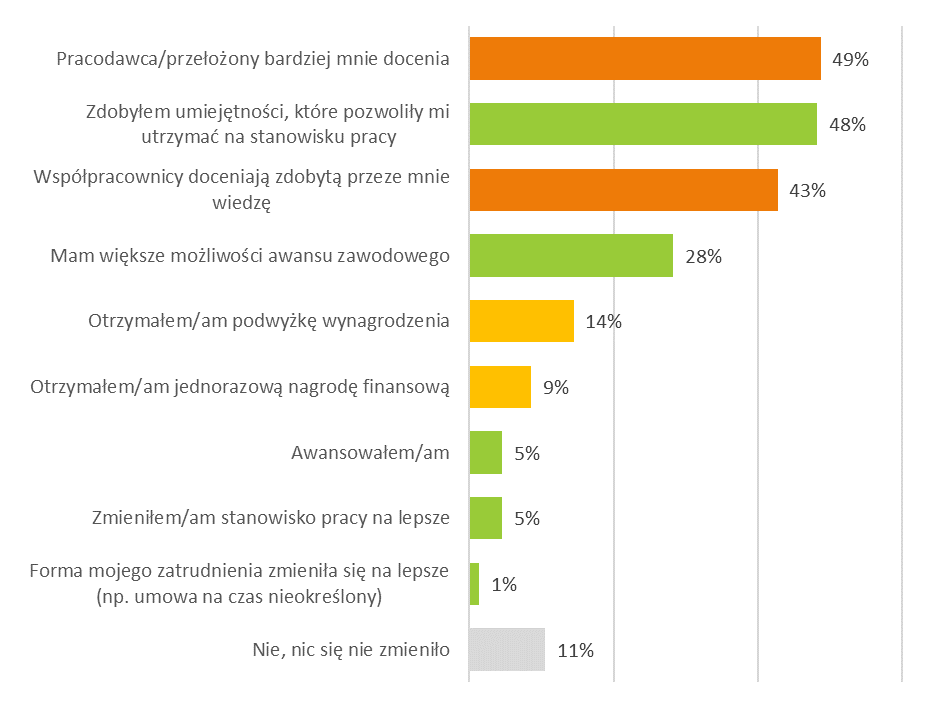 Pracodawca/przełożony bardziej mnie docenia
49%
Zdobyłem umiejętności, które pozwoliły mi
utrzymać na stanowisku pracy
48%
Współpracownicy doceniają zdobytą przeze mnie
wiedzę
43%
Mam większe możliwości awansu zawodowego
28%
Otrzymałem/am podwyżkę wynagrodzenia
14%
Otrzymałem/am jednorazową nagrodę finansową
9%
Awansowałem/am
5%
Zmieniłem/am stanowisko pracy na lepsze
5%
Forma mojego zatrudnienia zmieniła się na lepsze
(np. umowa na czas nieokreślony)
1%
Nie, nic się nie zmieniło
11%